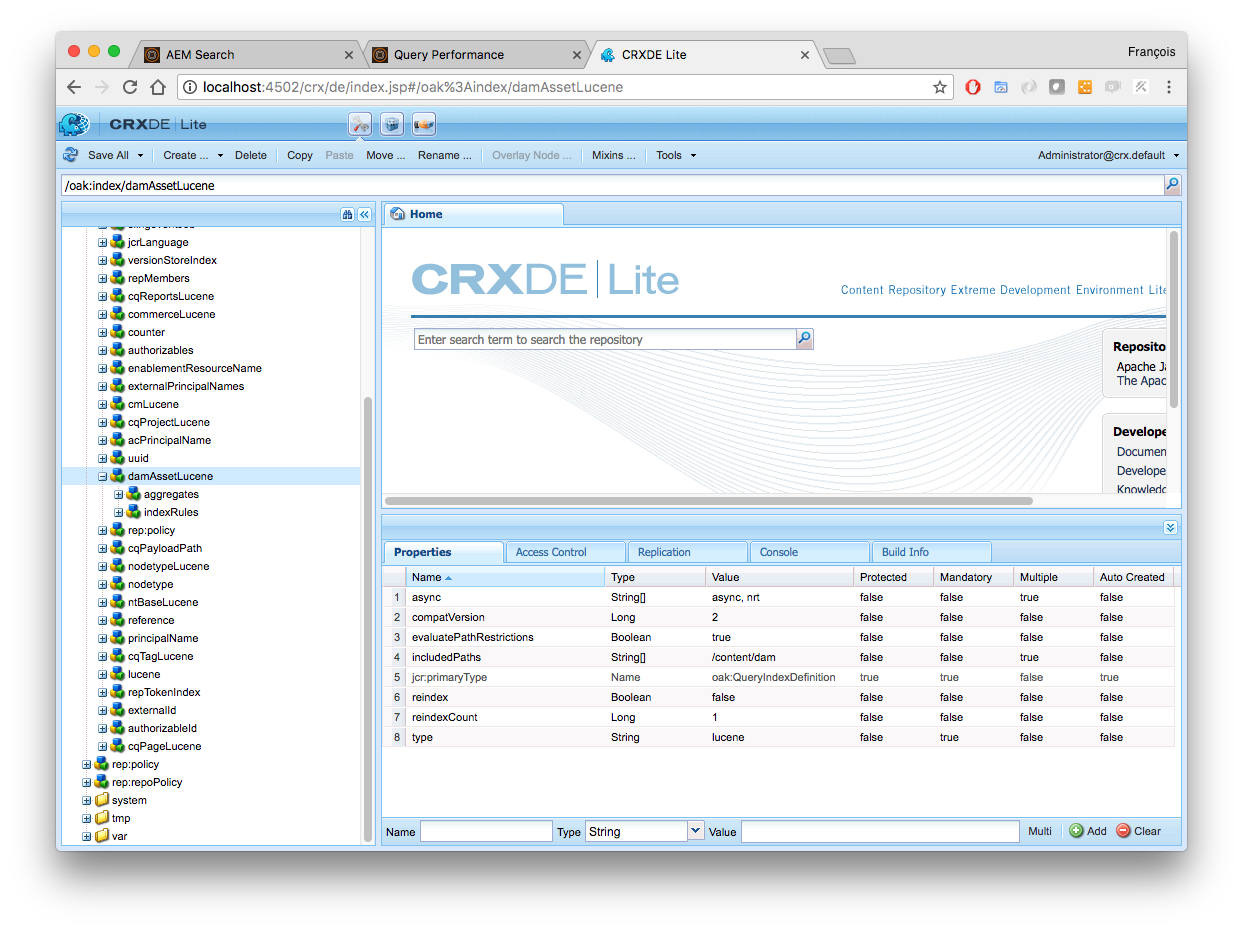 AEM Search
Query Performance
CRXDE Lite
François
localhost:4502/crx/de/index.jsp#/oak%3Aindex/damAssetLucene
CRXDE | Lite
Save All
Create ...
Delete
Copy
Paste
Move ...
Rename ...
Overlay Node ...
Mixins ...
Tools
Administrator@crx.default
/oak:index/damAssetLucene
jcrLanguage
versionStoreIndex
repMembers
cqReportsLucene
commerceLucene
counter
authorizables
enablementResourceName
externalPrincipalNames
cmLucene
cqProjectLucene
acPrincipalName
uuid
damAssetLucene
aggregates
indexRules
rep:policy
cqPayloadPath
nodetypeLucene
nodetype
ntBaseLucene
reference
principalName
cqTagLucene
lucene
repTokenIndex
externalId
authorizableId
cqPageLucene
rep:policy
rep:repoPolicy
system
tmp
var
Home
CRXDE | Lite
Content Repository Extreme Development Environment Lite
Enter search term to search the repository
Reposito
Apache Ja
The Apac
Develope
Documen
Develope
Knowledg
Properties
Access Control
Replication
Console
Build Info
Name Type Value Protected Mandatory Multiple Auto Created
1 async String[] async, nrt false false true false
2 compatVersion Long 2 false false false false
3 evaluatePathRestrictions Boolean true false false false false
4 includedPaths String[] /content/dam false false true false
5 jcr:primaryType Name oak:QueryIndexDefinition true true false true
6 reindex Boolean false false false false false
7 reindexCount Long 1 false false false false
8 type String lucene false true false false
Name Type String Value Multi Add Clear